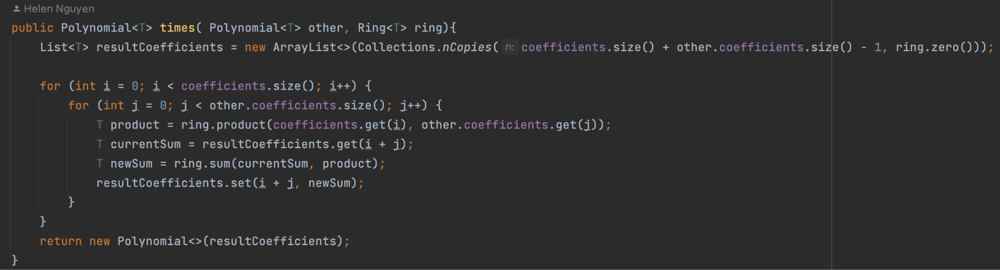 Helen Nguyen
public Polynomial<T> times( Polynomial<T> other, Ring<T> ring){
List<T> resultCoefficients = new ArrayList<>(Collections.nCopies( n: coefficients.size() + other.coefficients.size() - 1, ring.zero()));
for (int i = 0; i < coefficients.size(); i++) {
for (int j = 0; j < other.coefficients.size(); j++) {
T product = ring.product(coefficients.get(i), other.coefficients.get(j));
T currentSum = resultCoefficients.get(i + j);
T newSum = ring.sum(currentSum, product);
resultCoefficients.set(i + j, newSum);
}
}
return new Polynomial<>(resultCoefficients);
}